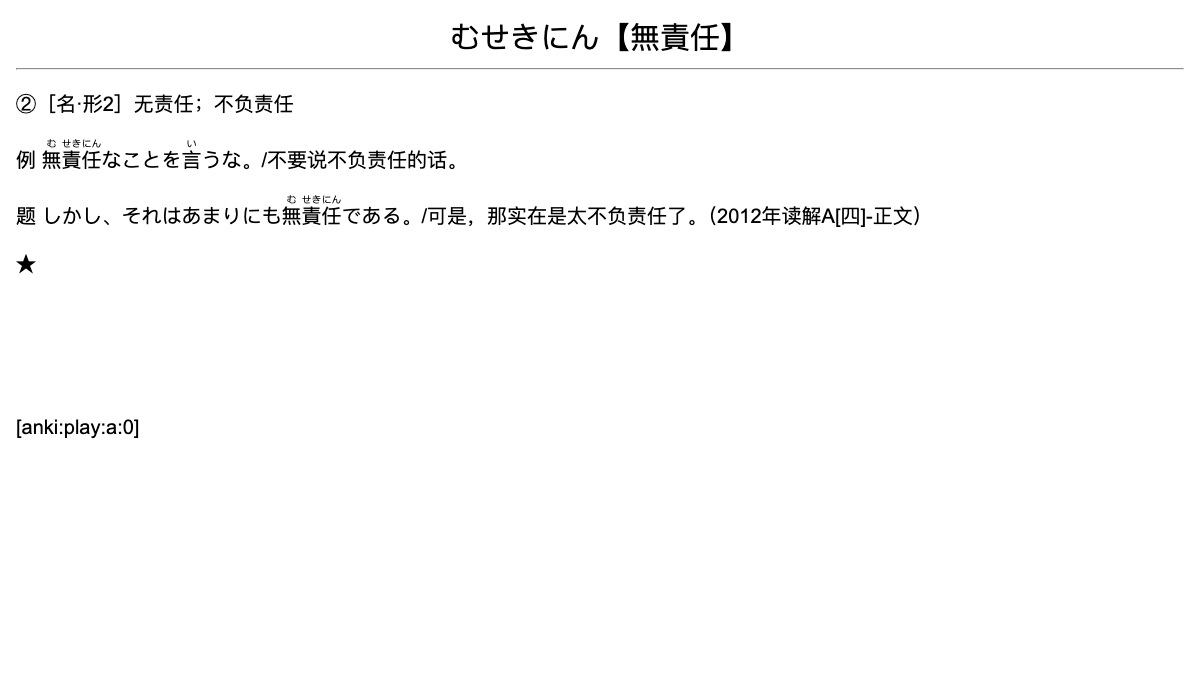 むせきにん【無責任】
②［名·形2］无责任；不负责任
む せきにん い
例 無責任なことを言うな。/不要说不负责任的话。
む せきにん
题 しかし、それはあまりにも無責任である。/可是，那实在是太不负责任了。（2012年读解A[四]-正文）
★
[anki:play:a:0]